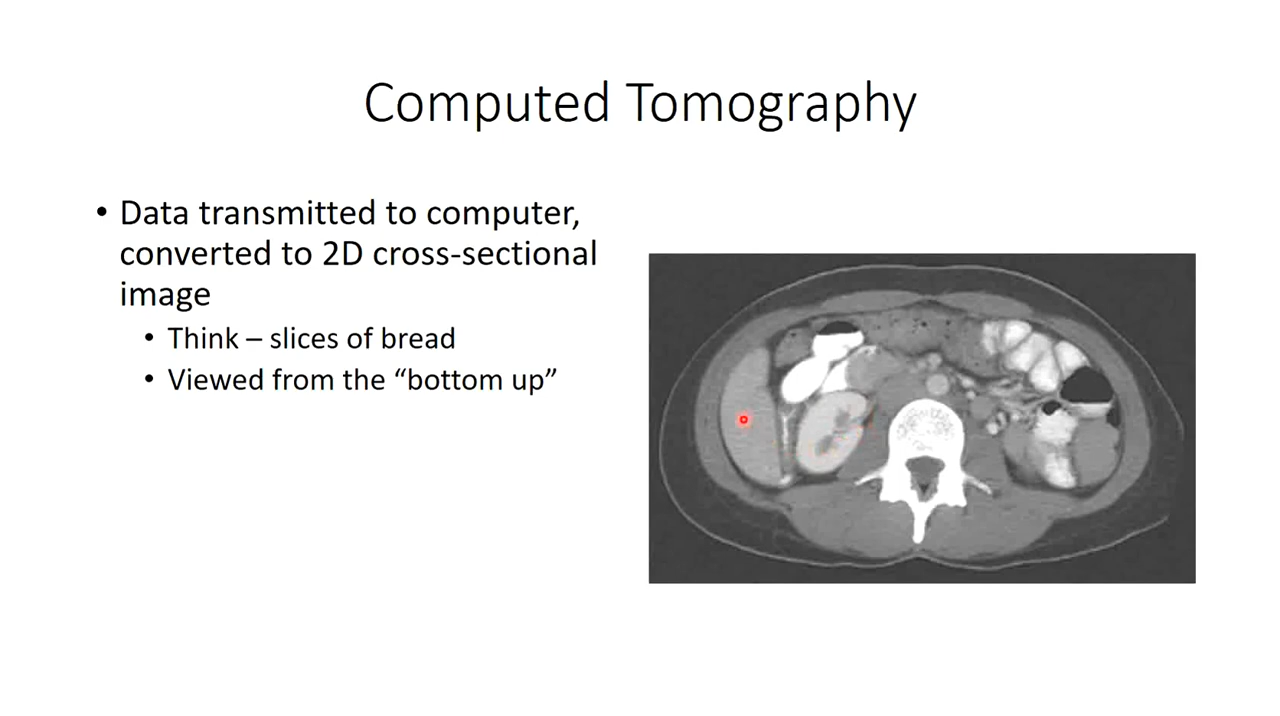 Computed Tomography
• Data transmitted to computer,
converted to 2D cross-sectional
image
• Think – slices of bread
• Viewed from the “bottom up”